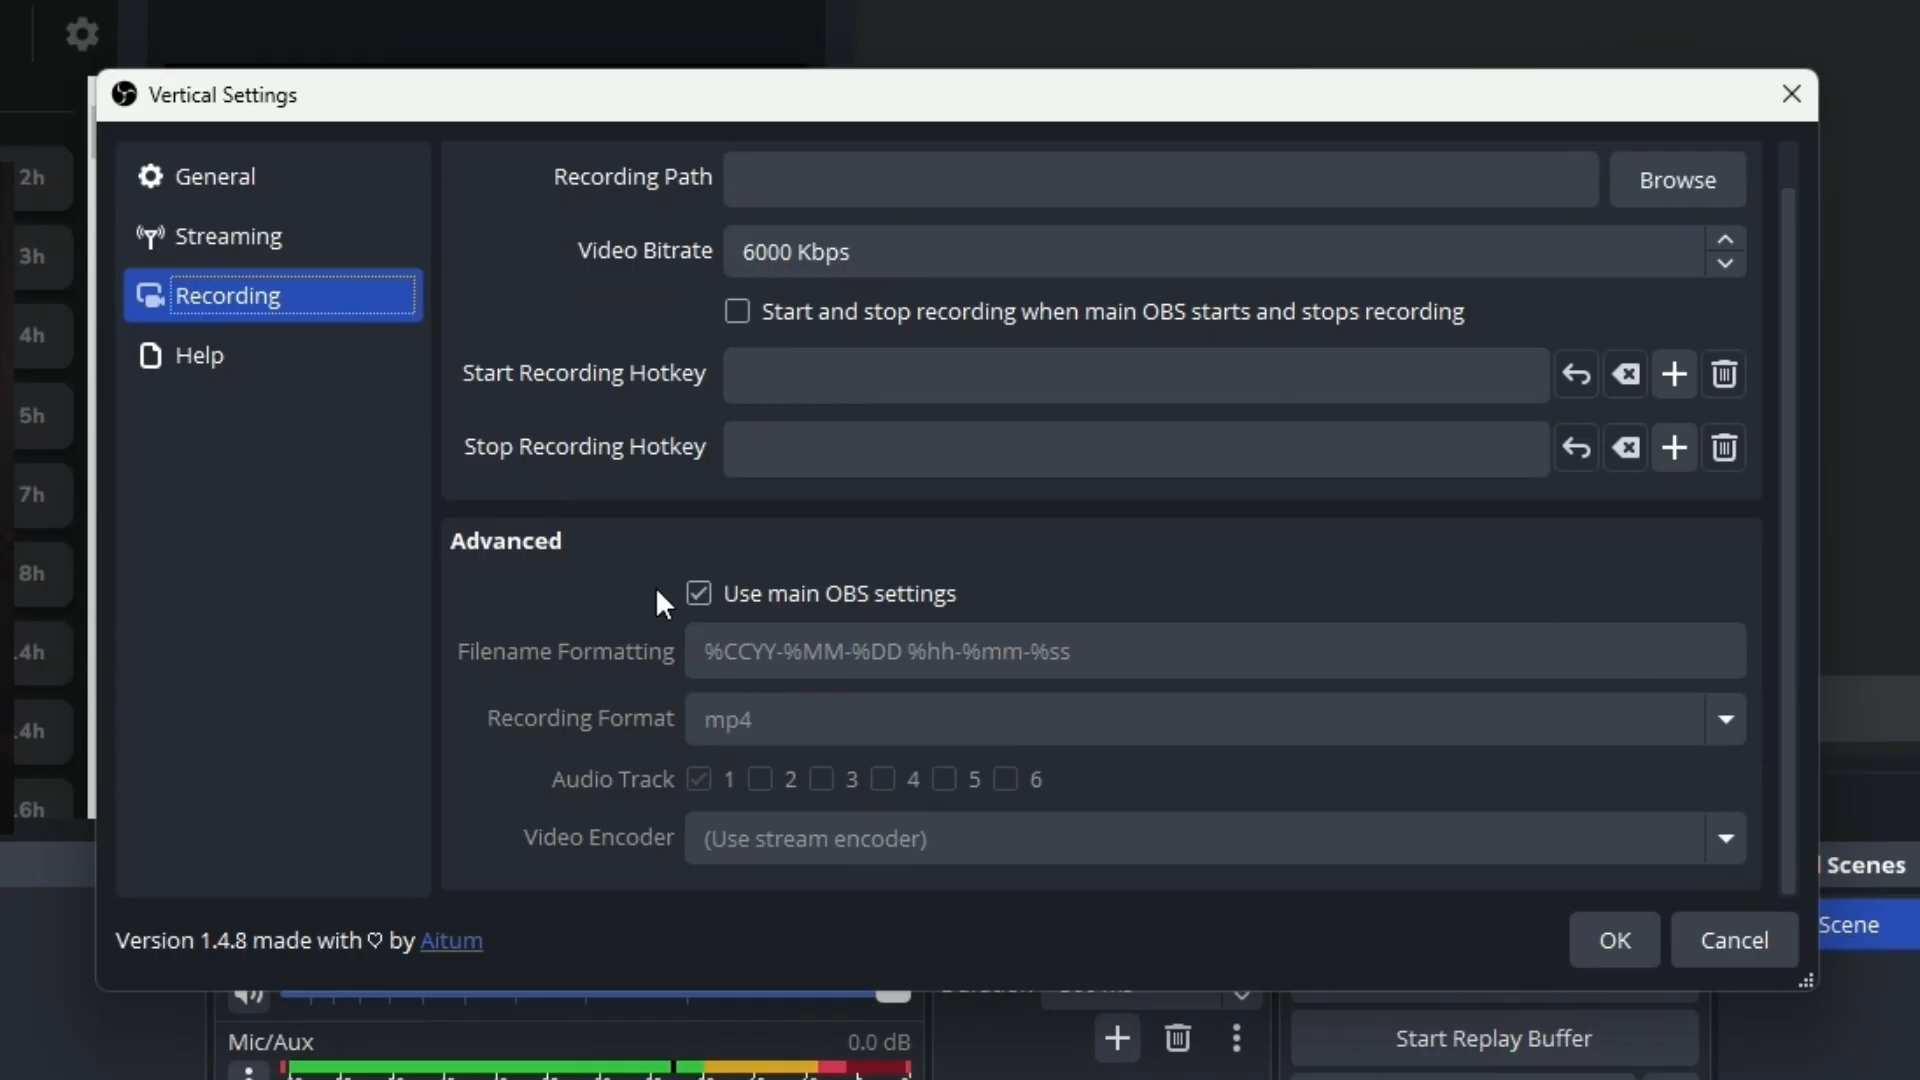 Vertical Settings
General
Streaming
Recording
Help
Recording Path
Browse
Video Bitrate
6000 Kbps
Start and stop recording when main OBS starts and stops recording
Start Recording Hotkey
Stop Recording Hotkey
Advanced
Use main OBS settings
Filename Formatting
%CCYY-%MM-%DD %hh-%mm-%ss
Recording Format
mp4
Audio Track
1 2 3 4 5 6
Video Encoder
(Use stream encoder)
Version 1.4.8 made with ♡ by Aitum
OK
Cancel
2h
3h
4h
5h
7h
8h
4h
4h
6h
Scenes
Scene
Mic/Aux
0.0 dB
Start Replay Buffer